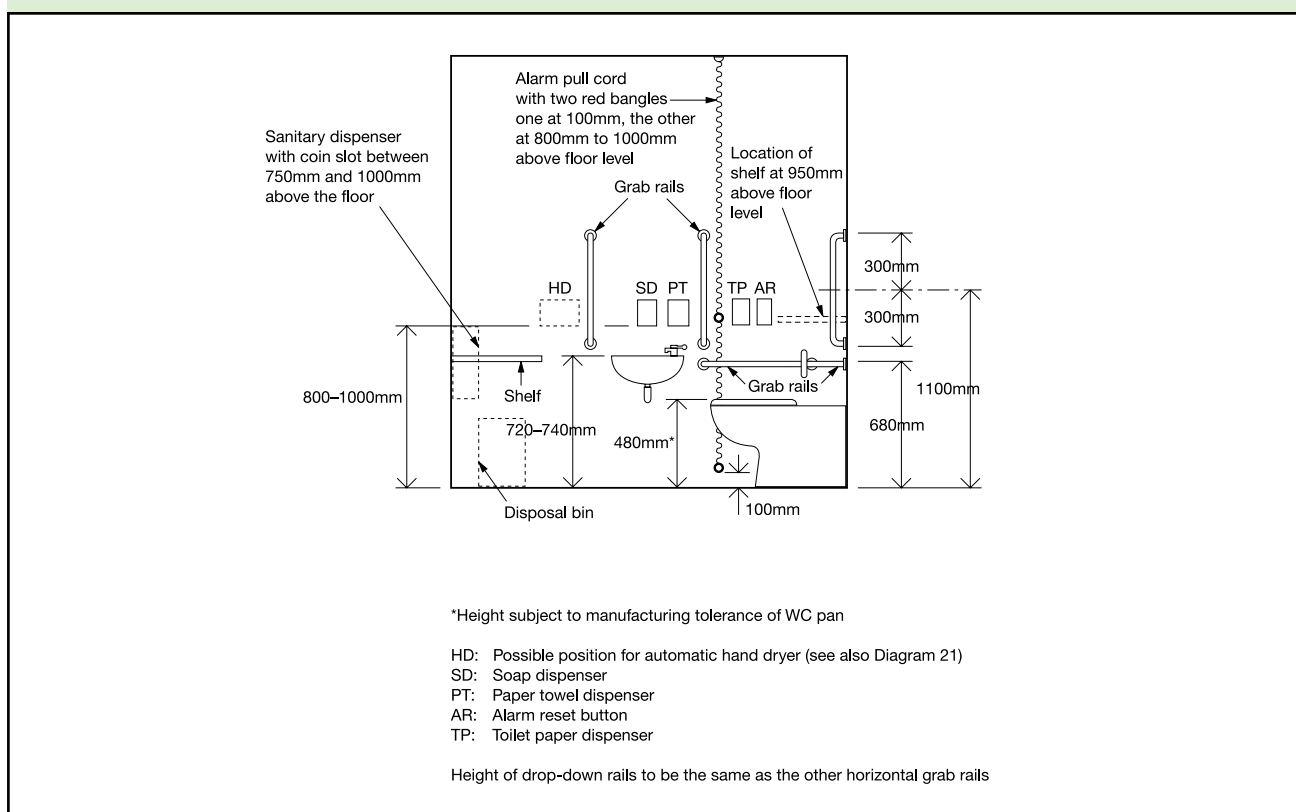 Alarm pull cord
with two red bangles
one at 100mm, the other
at 800mm to 1000mm
above floor level
Sanitary dispenser
with coin slot between
750mm and 1000mm
above the floor
Location of
shelf at 950mm
above floor
level
Grab rails
300mm
HD
SD
PT
TP
AR
300mm
800–1000mm
Shelf
Grab rails
1100mm
720–740mm
480mm*
680mm
Disposal bin
100mm
*Height subject to manufacturing tolerance of WC pan
HD: Possible position for automatic hand dryer (see also Diagram 21)
SD: Soap dispenser
PT: Paper towel dispenser
AR: Alarm reset button
TP: Toilet paper dispenser
Height of drop-down rails to be the same as the other horizontal grab rails